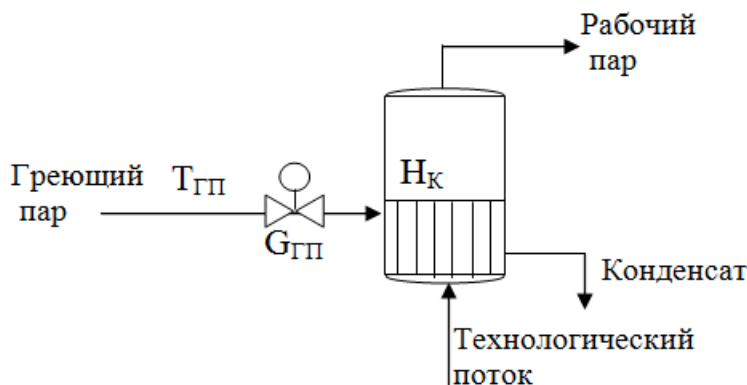 Рабочий
пар
Греющий
пар
TГП
GГП
HК
Конденсат
Технологический
поток